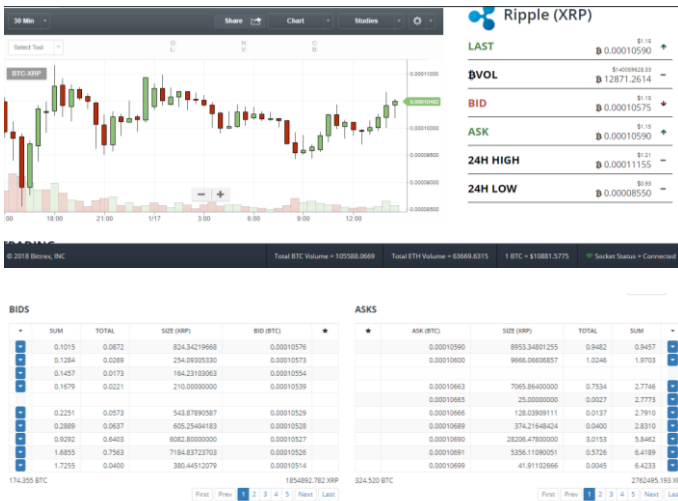 30 Min
Share
Chart
Studies
Select Tool
O:
L:
H:
V:
C:
R:
BTC-XRP
0.00011000
0.00010482
0.00010000
0.00009500
0.00009000
0.00008500
18:00
21:00
1/17
3:00
6:00
9:00
12:00
Ripple (XRP)
LAST
$1.15
฿ 0.00010590
฿VOL
฿ 12871.2614
BID
$1.15
฿ 0.00010575
ASK
$1.15
฿ 0.00010590
24H HIGH
$1.21
฿ 0.00011155
24H LOW
$0.93
฿ 0.00008550
TRADING
© 2018 Bittrex, INC
Total BTC Volume = 105588.0669
Total ETH Volume = 63669.6315
1 BTC = $10881.5775
Socket Status = Connected
BIDS
SUM TOTAL SIZE (XRP) BID (BTC)
0.1015 0.0872 824.34219668 0.00010576
0.1284 0.0269 254.09305330 0.00010573
0.1457 0.0173 164.23103063 0.00010554
0.1679 0.0221 210.00000000 0.00010539
0.2251 0.0573 543.87890587 0.00010529
0.2889 0.0637 605.25404183 0.00010528
0.9292 0.6403 6082.80000000 0.00010527
1.6855 0.7563 7184.83723703 0.00010526
1.7255 0.0400 380.44512079 0.00010514
174.355 BTC 1854892.782 XRP
First Prev 1 2 3 4 5 Next Last
ASKS
ASK (BTC) SIZE (XRP) TOTAL SUM
0.00010590 8953.34801255 0.9482 0.9457
0.00010600 9666.06606857 1.0246 1.9703
0.00010663 7065.86400000 0.7534 2.7746
0.00010665 25.00000000 0.0027 2.7773
0.00010666 128.03909111 0.0137 2.7910
0.00010689 374.21648424 0.0400 2.8310
0.00010690 28206.47800000 3.0153 5.8462
0.00010691 5356.11090051 0.5726 6.4189
0.00010699 41.91102666 0.0045 6.4233
324.520 BTC 2762495.193 XR
First Prev 1 2 3 4 5 Next Last